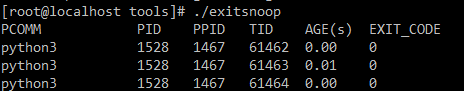 [root@localhost tools]# ./exitsnoop
PCOMM PID PPID TID AGE(s) EXIT_CODE
python3 1528 1467 61462 0.00 0
python3 1528 1467 61463 0.01 0
python3 1528 1467 61464 0.00 0